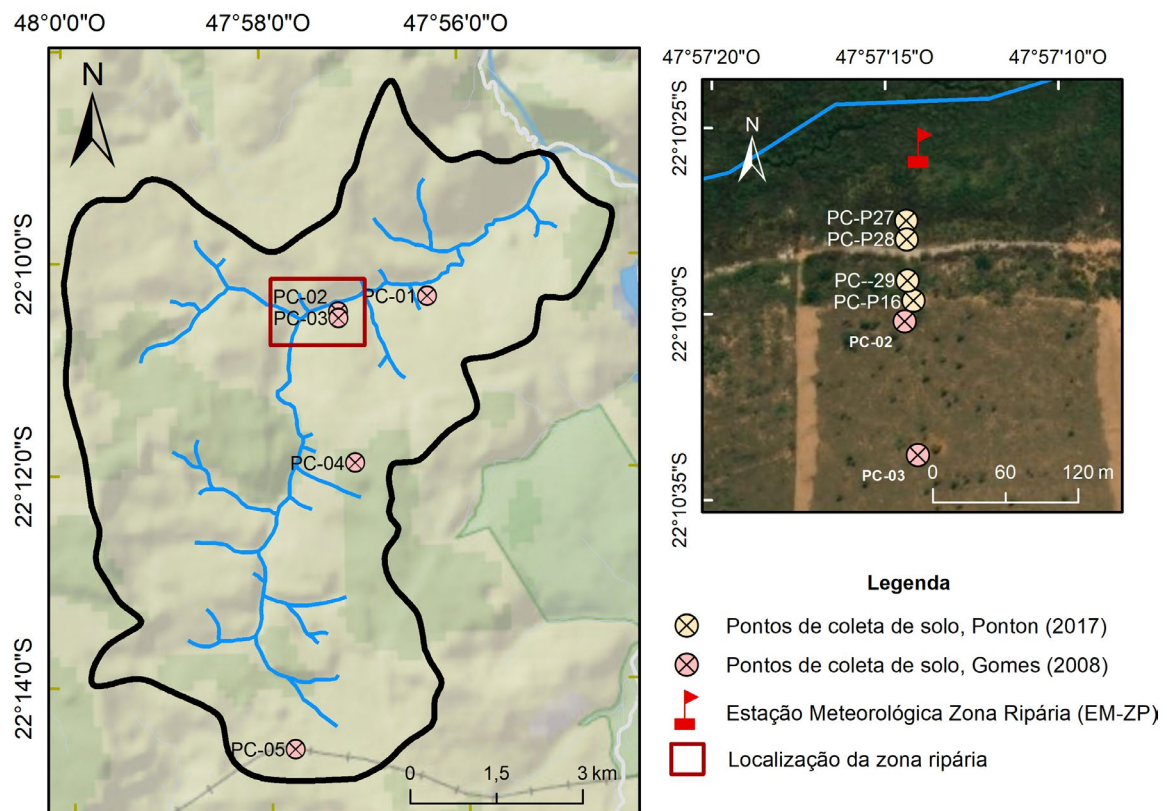 48°0'0"O
47°58'0"O
47°56'0"O
N
22°10'0"S
22°12'0"S
22°14'0"S
PC-02
PC-01
PC-03
PC-04
PC-05
0
1,5
3 km
47°57'20"O
47°57'15"O
47°57'10"O
N
22°10'25"S
22°10'30"S
22°10'35"S
PC-P27
PC-P28
PC--29
PC-P16
PC-02
PC-03
0
60
120 m
Legenda
Pontos de coleta de solo, Ponton (2017)
Pontos de coleta de solo, Gomes (2008)
Estação Meteorológica Zona Ripária (EM-ZP)
Localização da zona ripária